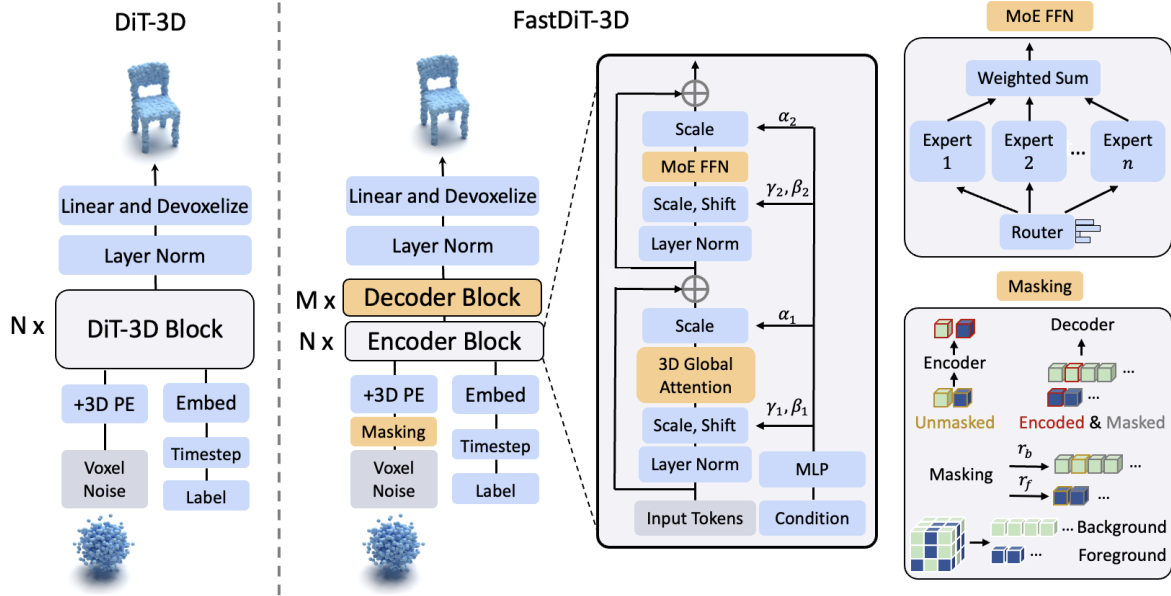 DiT-3D
Linear and Devoxelize
Layer Norm
N x
DiT-3D Block
+3D PE
Embed
Voxel
Noise
Timestep
Label
FastDiT-3D
Linear and Devoxelize
Layer Norm
M x
Decoder Block
N x
Encoder Block
+3D PE
Embed
Masking
Timestep
Voxel
Noise
Label
Scale
α₂
MoE FFN
γ₂, β₂
Scale, Shift
Layer Norm
Scale
α₁
3D Global
Attention
γ₁, β₁
Scale, Shift
Layer Norm
MLP
Input Tokens
Condition
MoE FFN
Weighted Sum
Expert
1
Expert
2
...
Expert
n
Router
Masking
Decoder
Encoder
...
...
Unmasked
Encoded & Masked
Masking
r_b
...
r_f
...
... Background
... Foreground